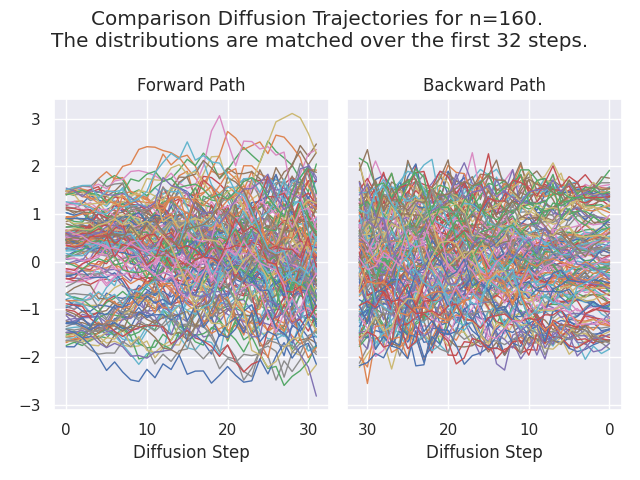 Comparison Diffusion Trajectories for n=160.
The distributions are matched over the first 32 steps.
Forward Path
Backward Path
3
2
1
0
−1
−2
−3
0 10 20 30
30 20 10 0
Diffusion Step
Diffusion Step